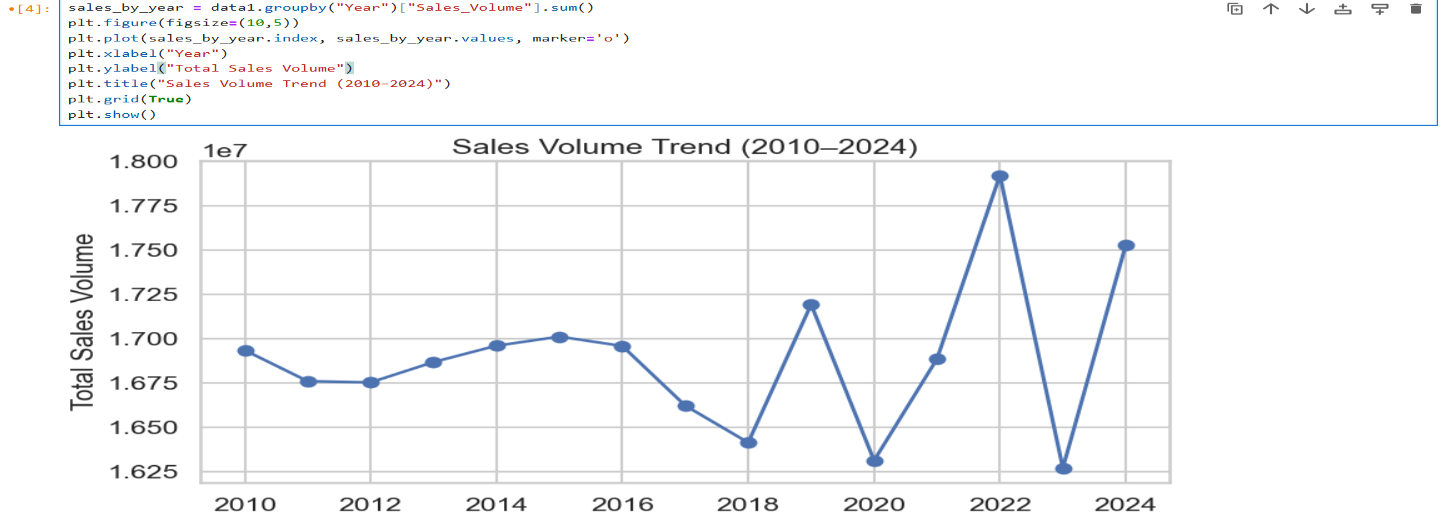 •[4]:
sales_by_year = data1.groupby("Year")["Sales_Volume"].sum()
plt.figure(figsize=(10,5))
plt.plot(sales_by_year.index, sales_by_year.values, marker='o')
plt.xlabel("Year")
plt.ylabel("Total Sales Volume")
plt.title("Sales Volume Trend (2010–2024)")
plt.grid(True)
plt.show()
1e7
Sales Volume Trend (2010–2024)
1.800
1.775
1.750
1.725
1.700
1.675
1.650
1.625
Total Sales Volume
2010 2012 2014 2016 2018 2020 2022 2024